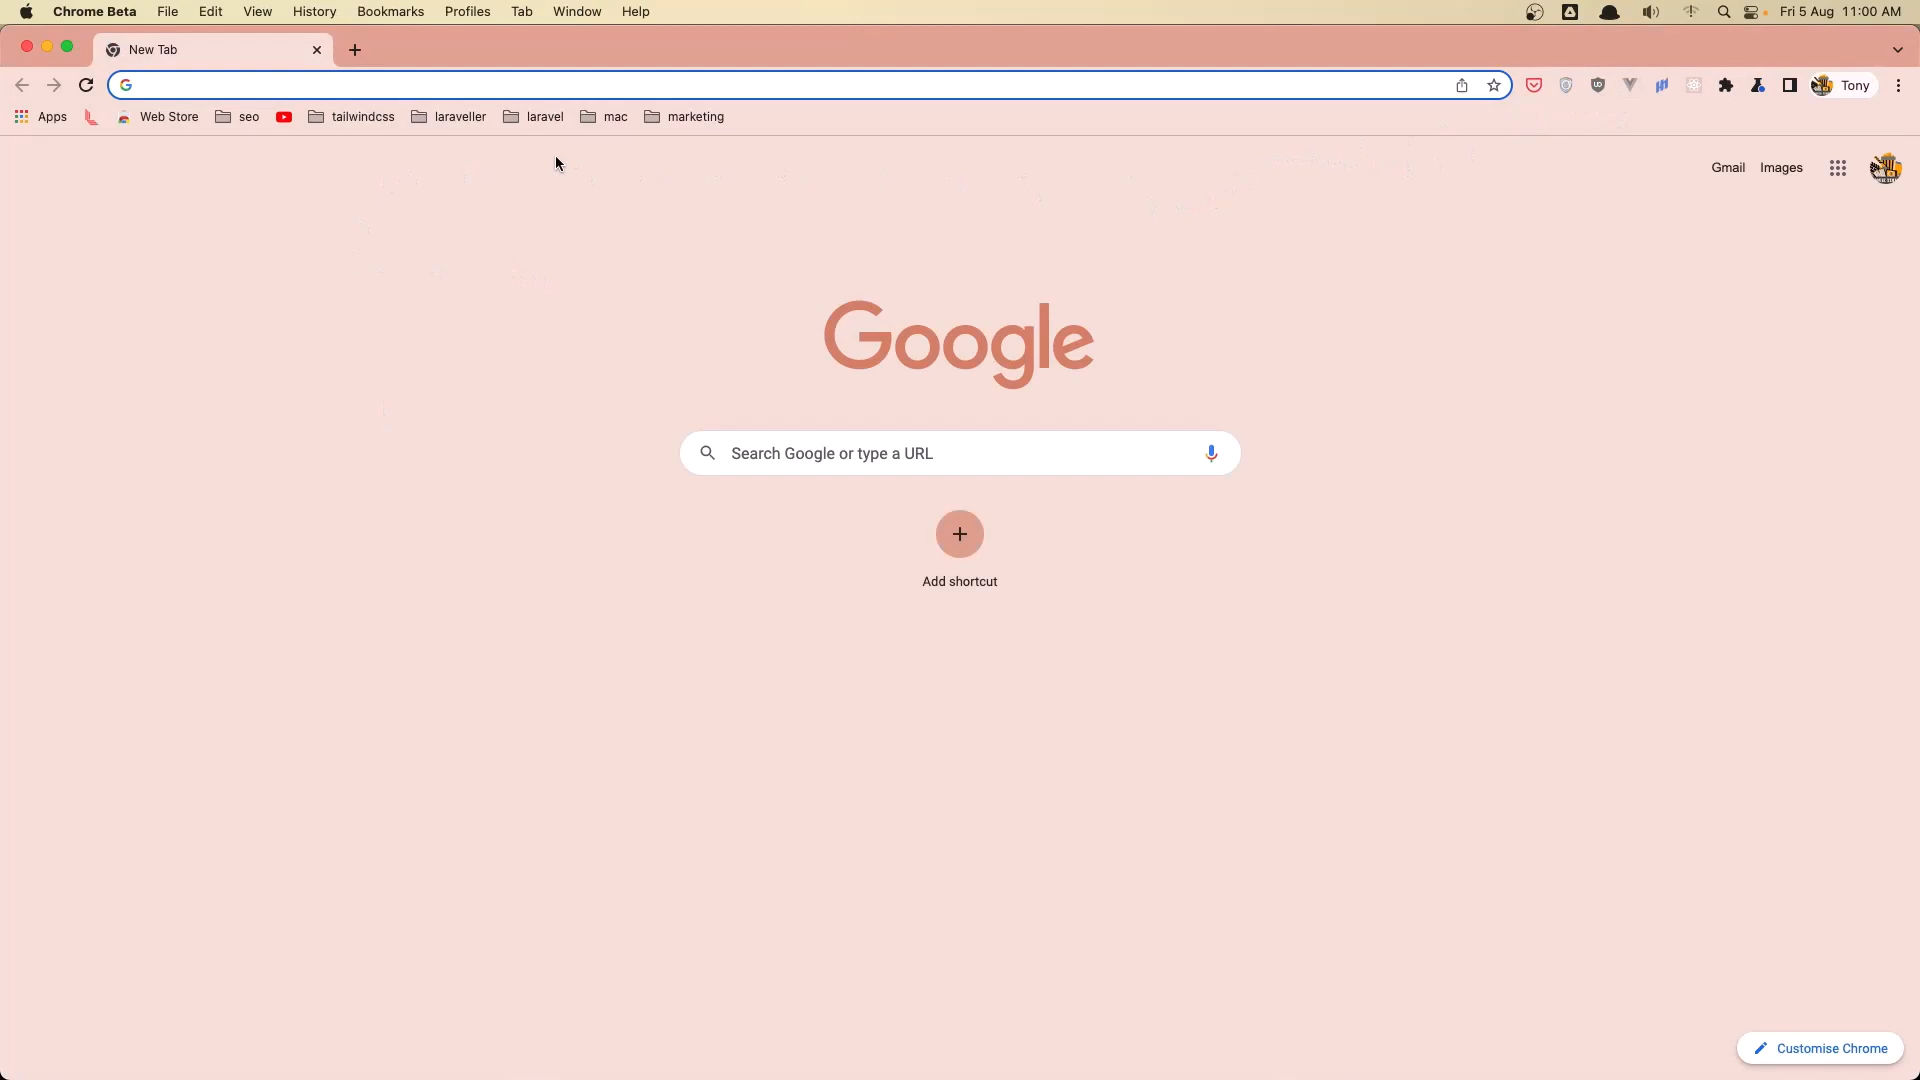 Chrome Beta File Edit View History Bookmarks Profiles Tab Window Help Fri 5 Aug 11:00 AM
New Tab
Tony
Apps Web Store seo tailwindcss laraveller laravel mac marketing
Gmail Images
Google
Search Google or type a URL
Add shortcut
Customise Chrome